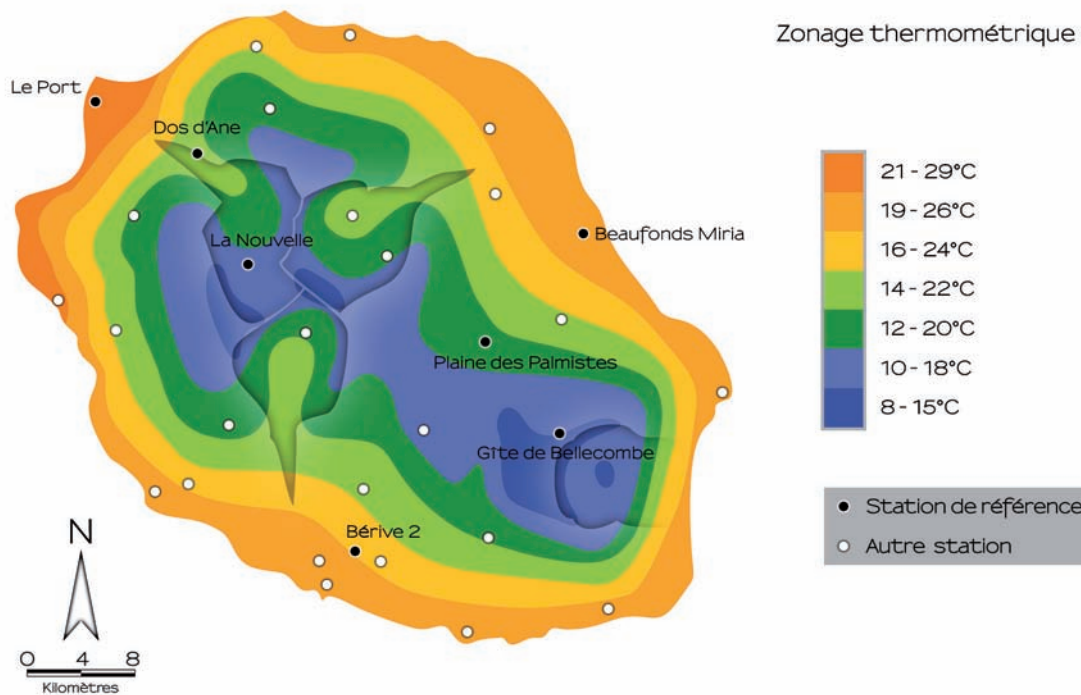 Zonage thermométrique
Le Port
Dos d'Ane
La Nouvelle
Beaufonds Miria
Plaine des Palmistes
Gîte de Bellecombe
Bérive 2
21 - 29°C
19 - 26°C
16 - 24°C
14 - 22°C
12 - 20°C
10 - 18°C
8 - 15°C
Station de référence
Autre station
N
0 4 8
Kilomètres